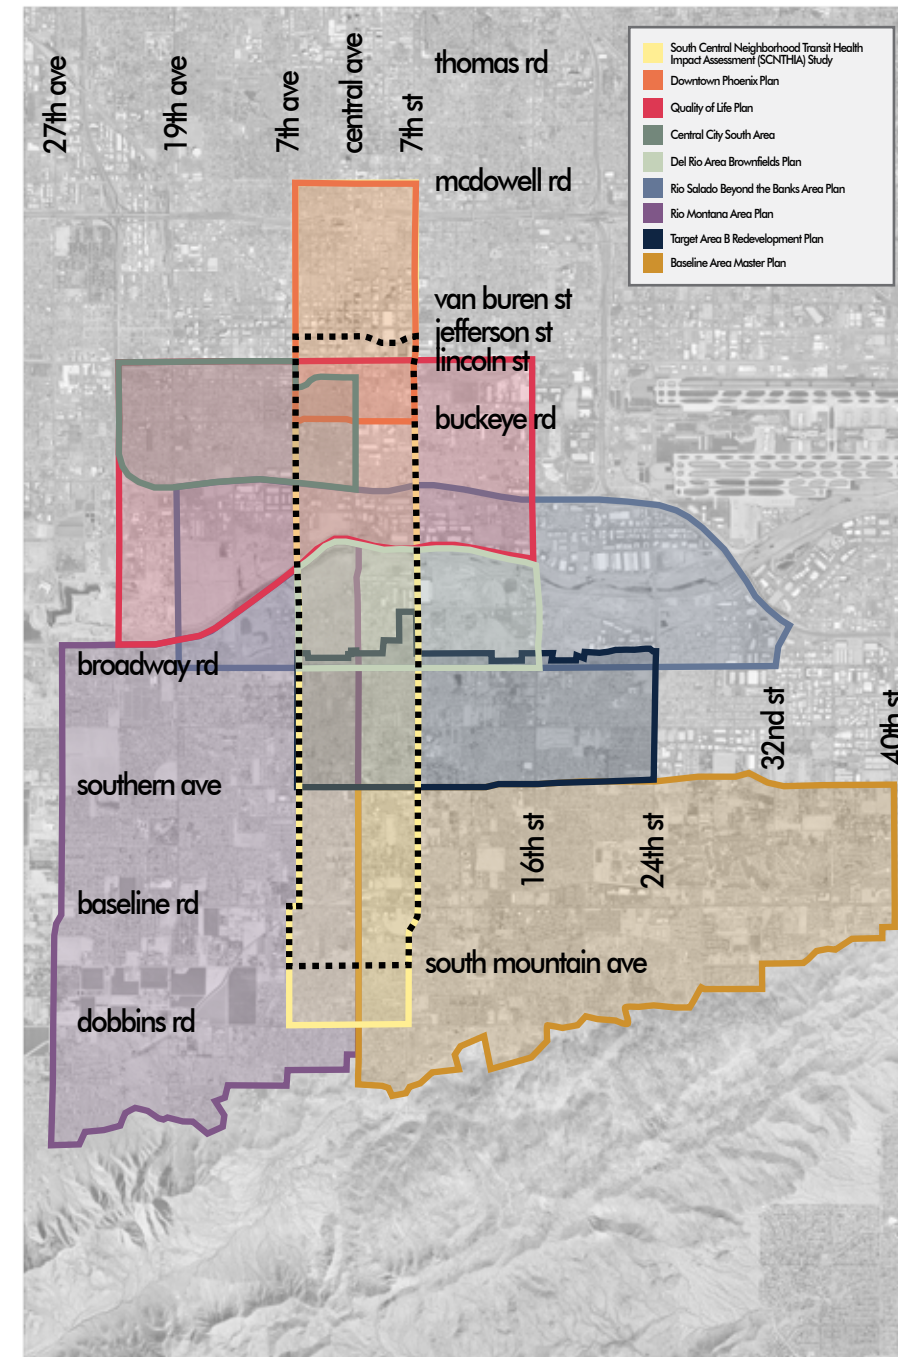 27th ave
19th ave
7th ave
central ave
7th st
thomas rd
mcdowell rd
van buren st
jefferson st
lincoln st
buckeye rd
broadway rd
southern ave
baseline rd
dobbins rd
south mountain ave
16th st
24th st
32nd st
40th st
South Central Neighborhood Transit Health
Impact Assessment (SCNTHIA) Study
Downtown Phoenix Plan
Quality of Life Plan
Central City South Area
Del Rio Area Brownfields Plan
Rio Salado Beyond the Banks Area Plan
Rio Montana Area Plan
Target Area B Redevelopment Plan
Baseline Area Master Plan